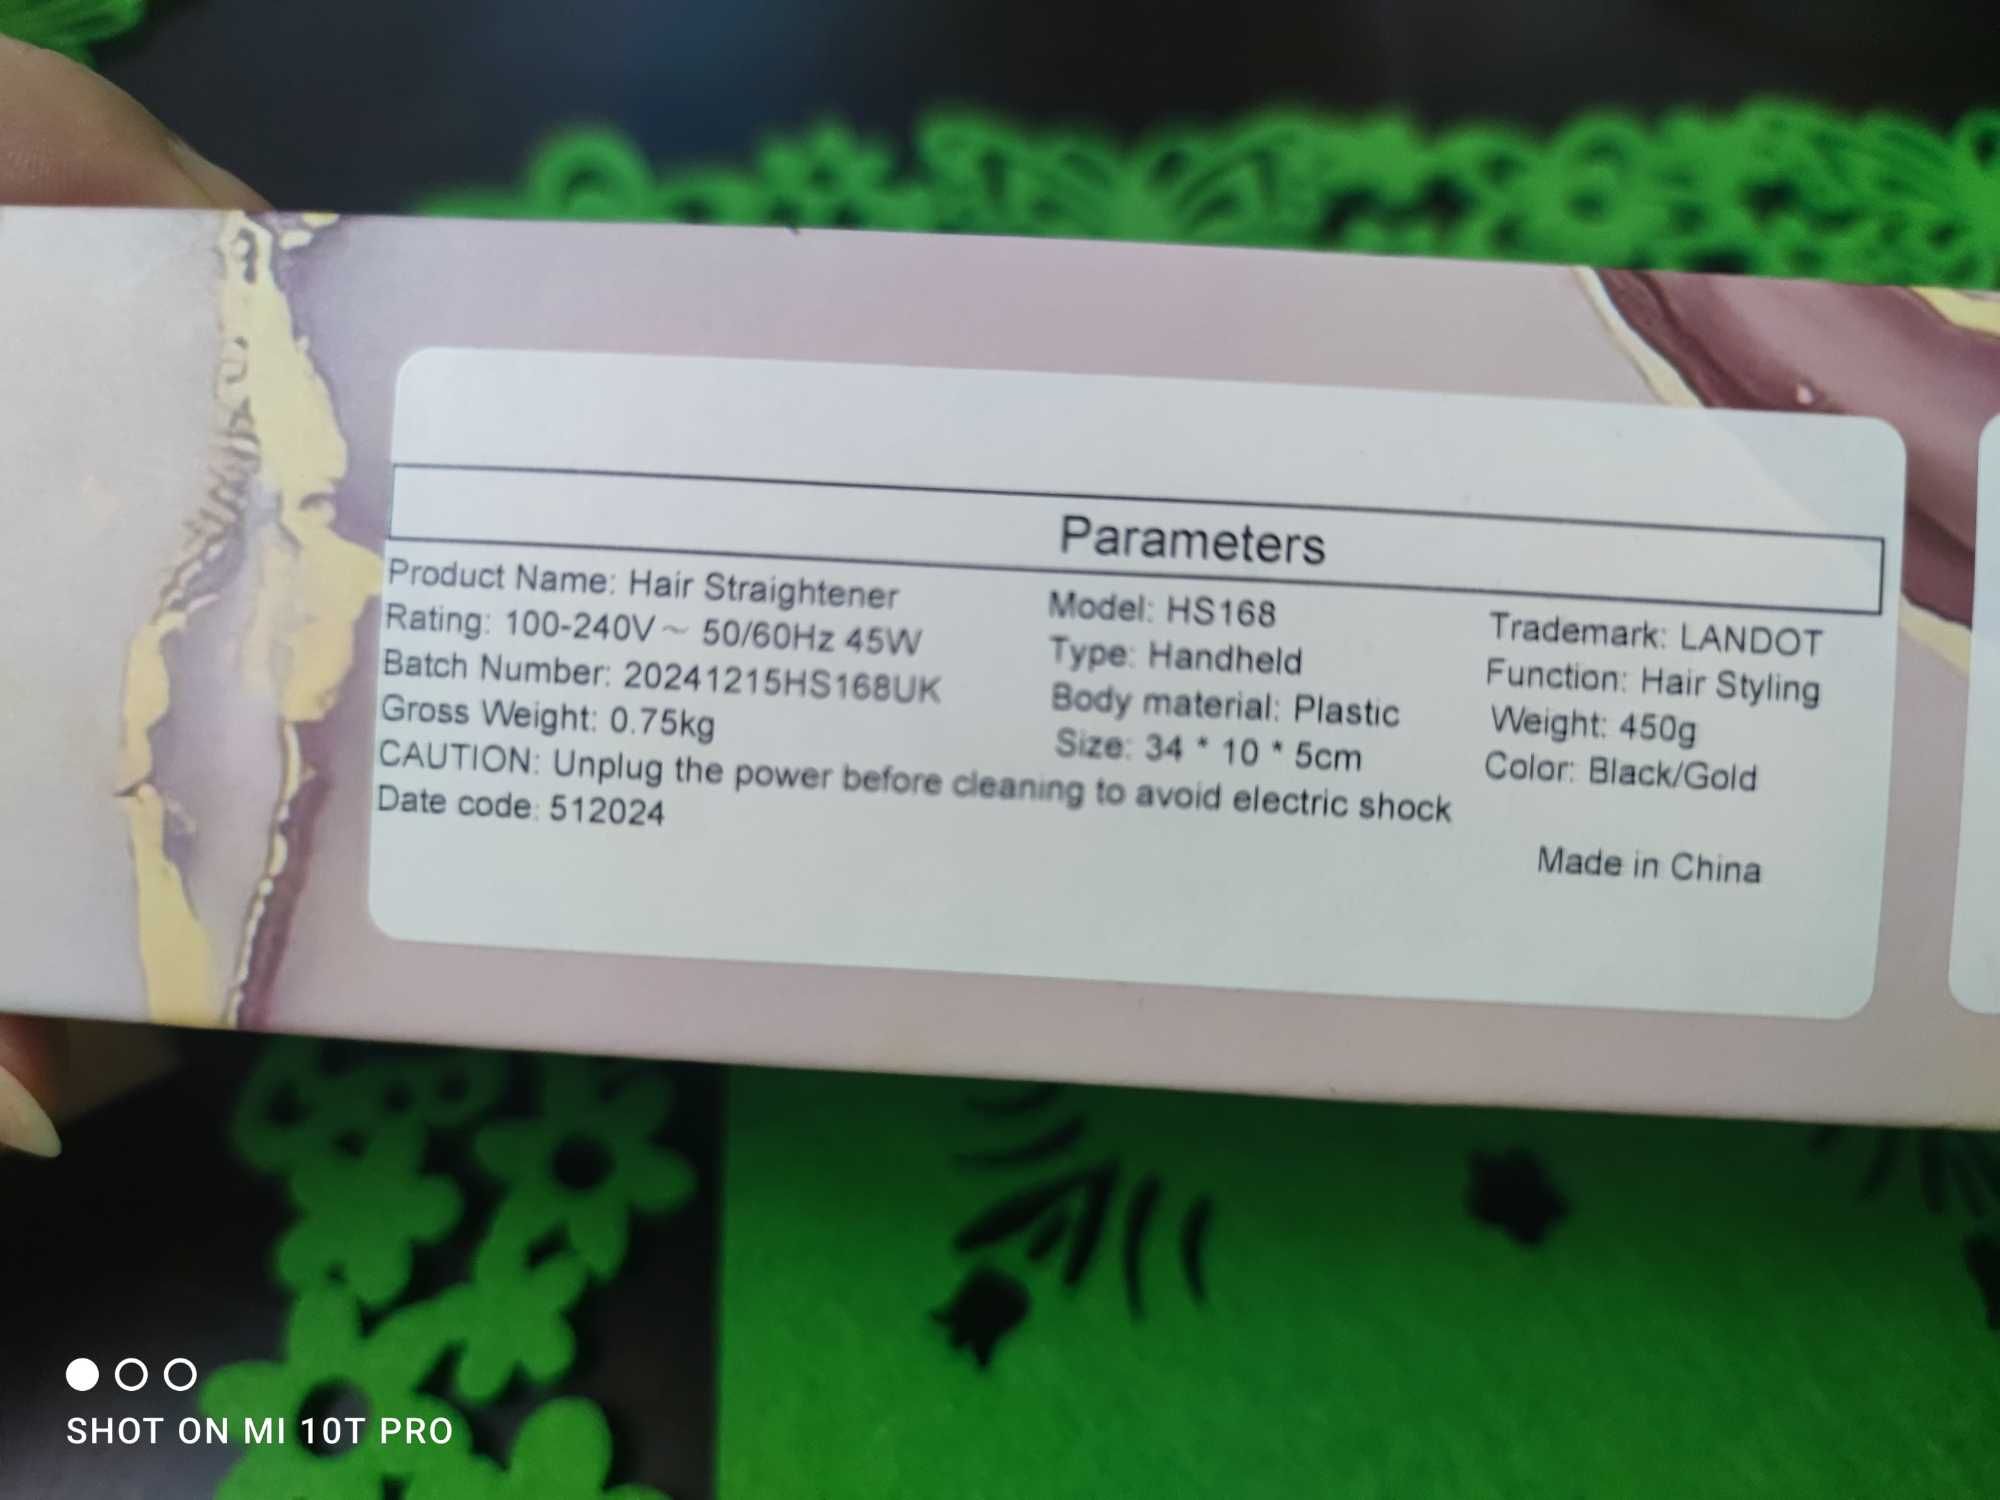 Parameters
Product Name: Hair Straightener
Model: HS168
Trademark: LANDOT
Rating: 100-240V～ 50/60Hz 45W
Type: Handheld
Function: Hair Styling
Batch Number: 20241215HS168UK
Body material: Plastic
Weight: 450g
Gross Weight: 0.75kg
Size: 34 * 10 * 5cm
Color: Black/Gold
CAUTION: Unplug the power before cleaning to avoid electric shock
Date code: 512024
Made in China
SHOT ON MI 10T PRO